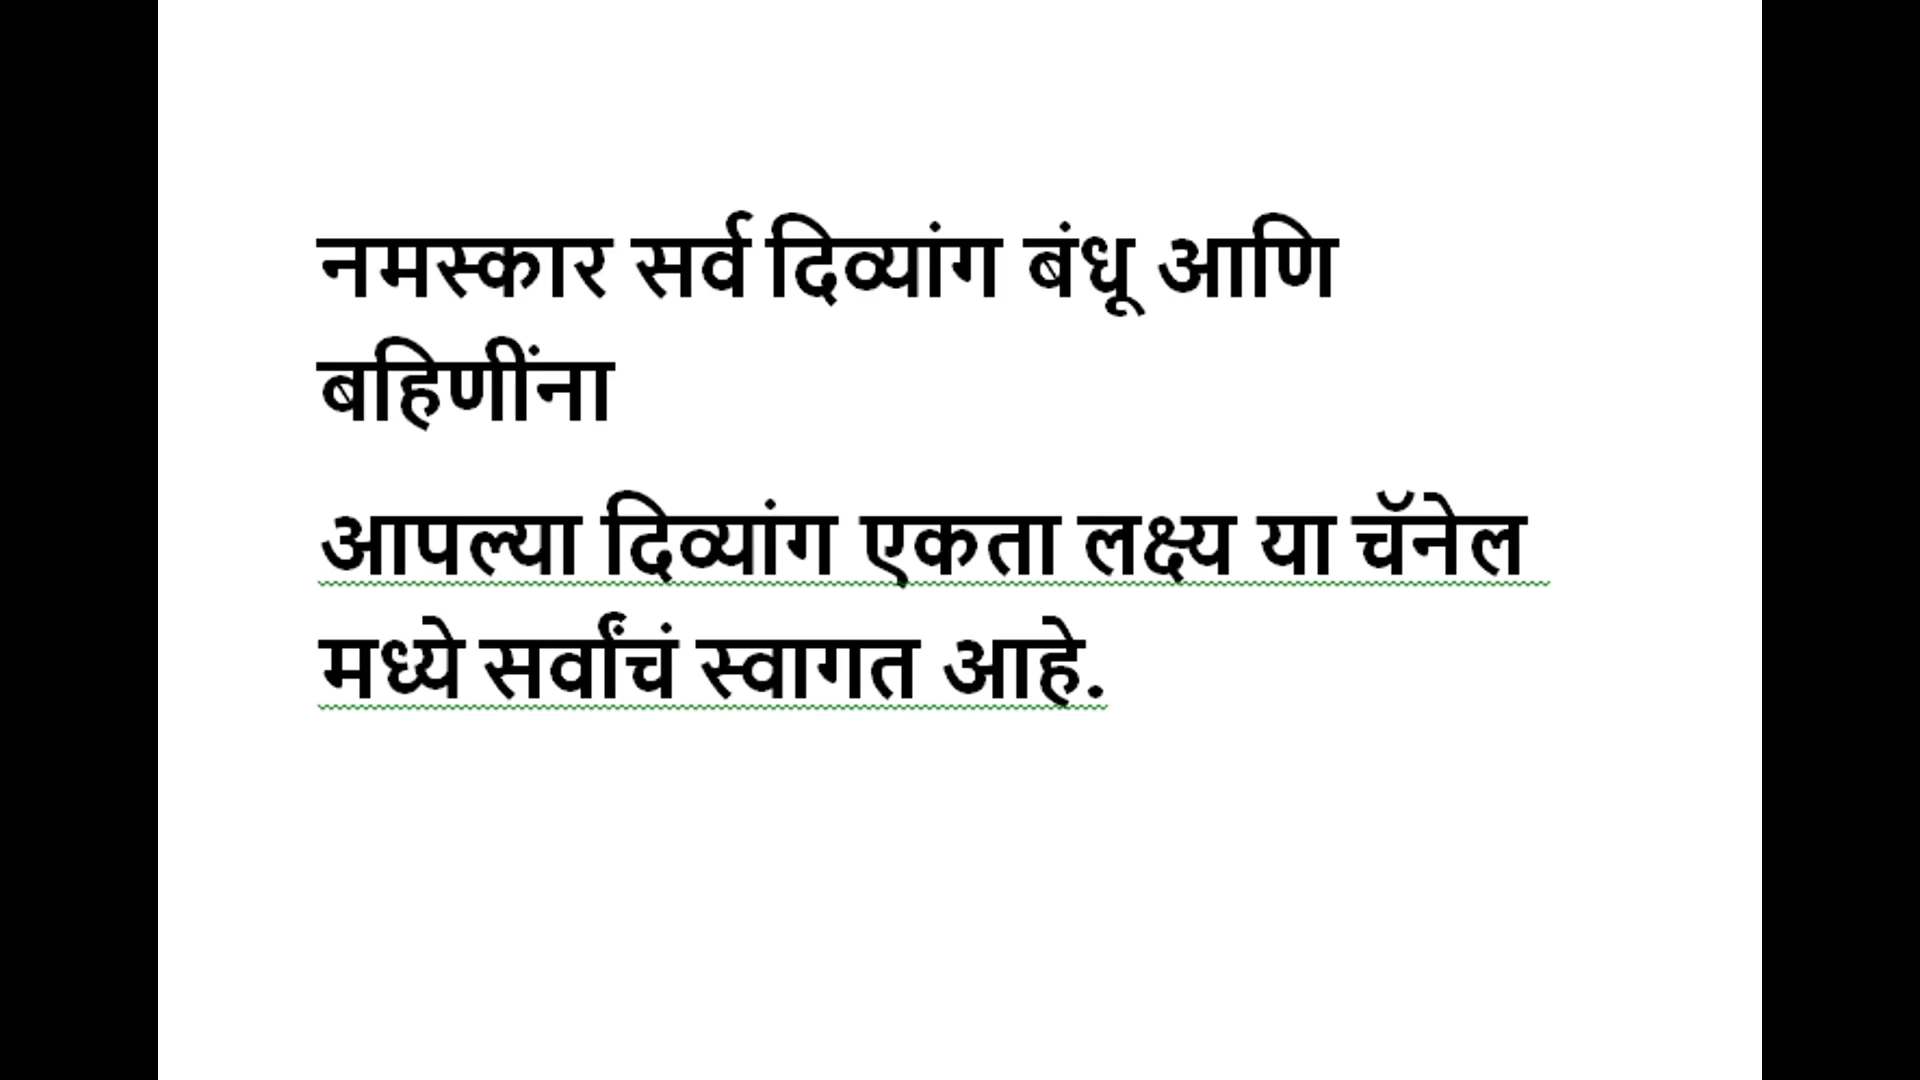 नमस्कार सर्व दिव्यांग बंधू आणि
बहिणींना
आपल्या दिव्यांग एकता लक्ष्य या चॅनेल
मध्ये सर्वांचं स्वागत आहे.